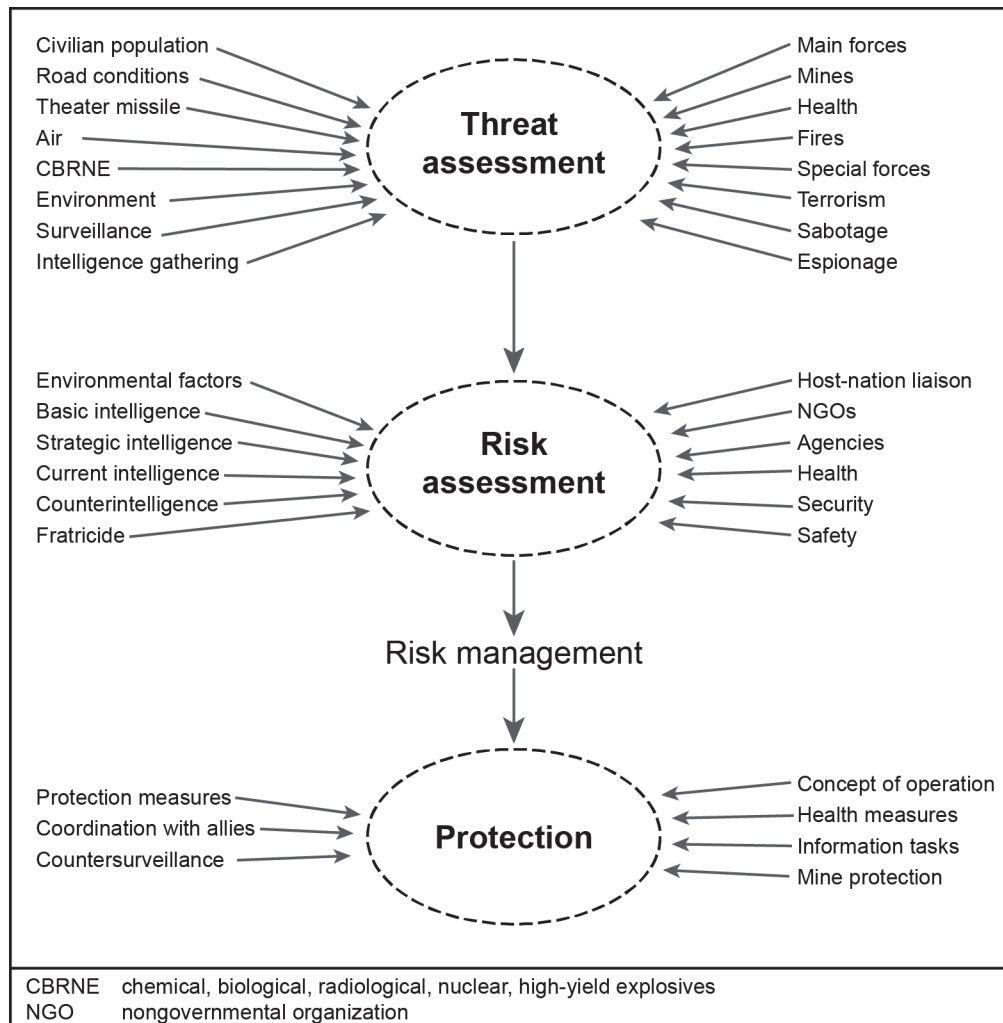 Civilian population
Road conditions
Theater missile
Air
CBRNE
Environment
Surveillance
Intelligence gathering
Threat
assessment
Main forces
Mines
Health
Fires
Special forces
Terrorism
Sabotage
Espionage
Environmental factors
Basic intelligence
Strategic intelligence
Current intelligence
Counterintelligence
Fratricide
Risk
assessment
Host-nation liaison
NGOs
Agencies
Health
Security
Safety
Risk management
Protection measures
Coordination with allies
Countersurveillance
Protection
Concept of operation
Health measures
Information tasks
Mine protection
CBRNE chemical, biological, radiological, nuclear, high-yield explosives
NGO nongovernmental organization